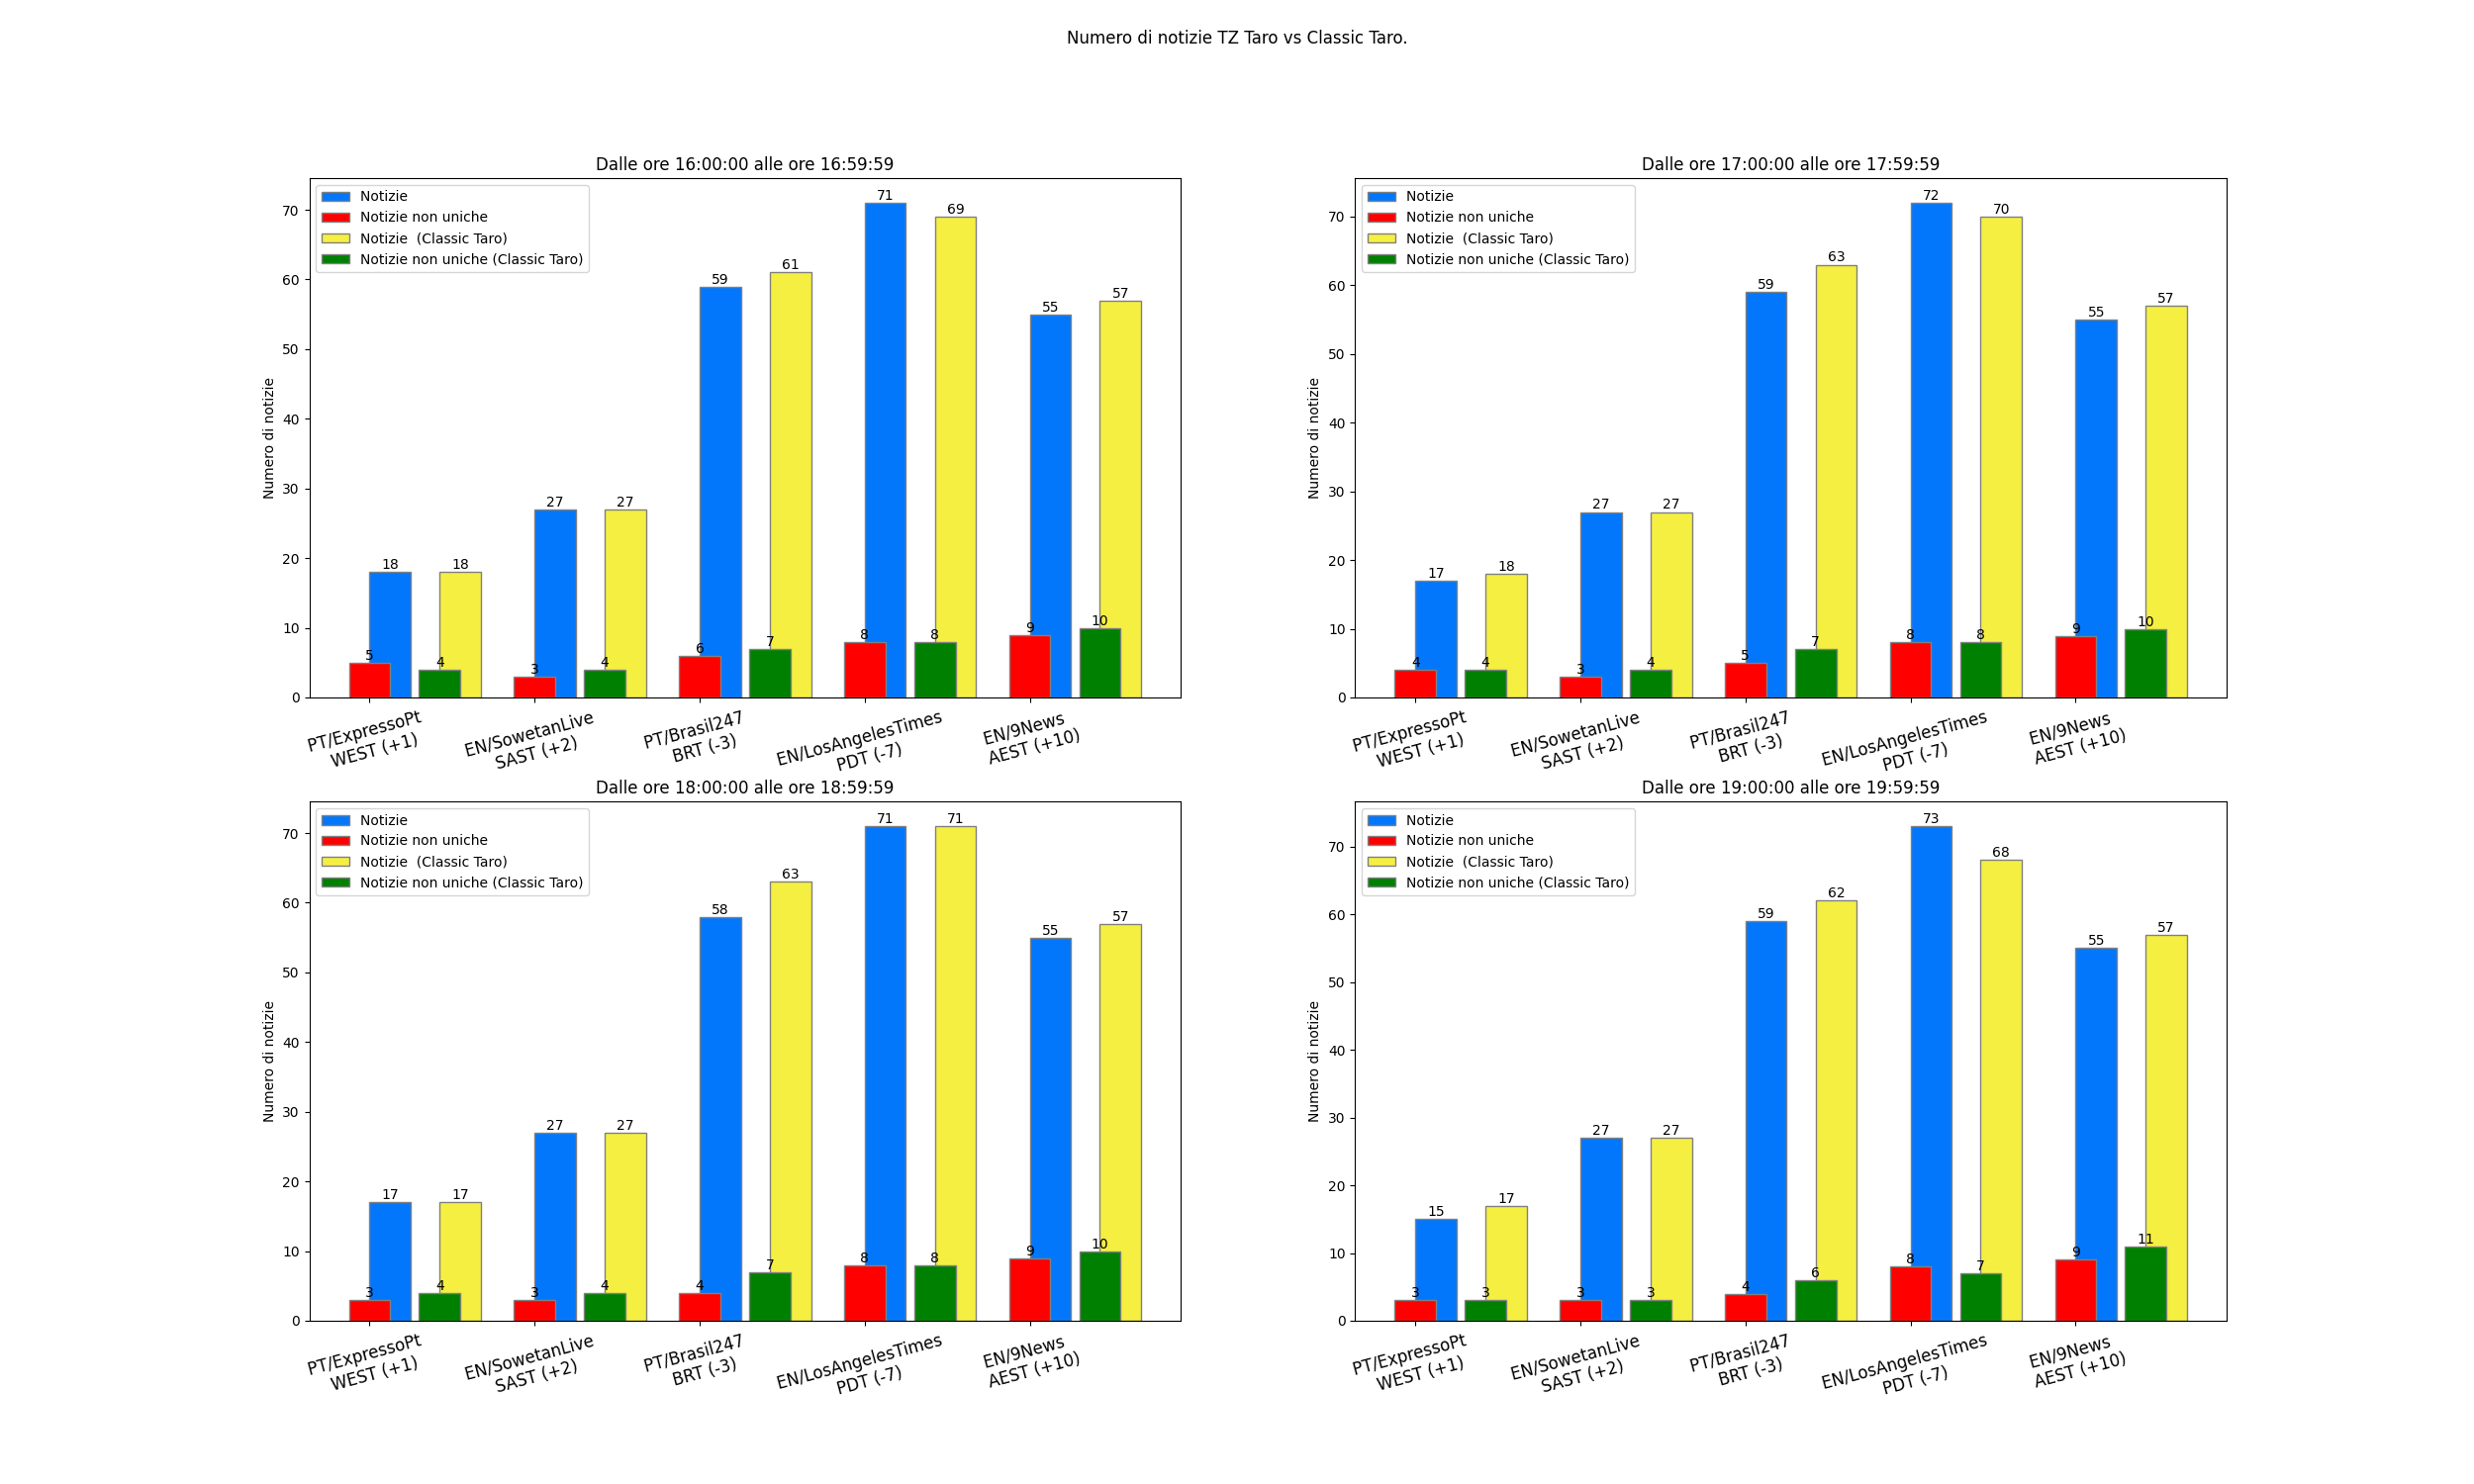 Numero di notizie TZ Taro vs Classic Taro.
Dalle ore 16:00:00 alle ore 16:59:59
Notizie
Notizie non uniche
Notizie  (Classic Taro)
Notizie non uniche (Classic Taro)
Numero di notizie
70
60
50
40
30
20
10
0
18
18
27
27
59
61
71
69
55
57
5
4
3
4
6
7
8
8
9
10
PT/ExpressoPt
WEST (+1)
EN/SowetanLive
SAST (+2)
PT/Brasil247
BRT (-3)
EN/LosAngelesTimes
PDT (-7)
EN/9News
AEST (+10)
Dalle ore 17:00:00 alle ore 17:59:59
Notizie
Notizie non uniche
Notizie  (Classic Taro)
Notizie non uniche (Classic Taro)
Numero di notizie
70
60
50
40
30
20
10
0
17
18
27
27
59
63
72
70
55
57
4
4
3
4
5
7
8
8
9
10
PT/ExpressoPt
WEST (+1)
EN/SowetanLive
SAST (+2)
PT/Brasil247
BRT (-3)
EN/LosAngelesTimes
PDT (-7)
EN/9News
AEST (+10)
Dalle ore 18:00:00 alle ore 18:59:59
Notizie
Notizie non uniche
Notizie  (Classic Taro)
Notizie non uniche (Classic Taro)
Numero di notizie
70
60
50
40
30
20
10
0
17
17
27
27
58
63
71
71
55
57
3
4
3
4
4
7
8
8
9
10
PT/ExpressoPt
WEST (+1)
EN/SowetanLive
SAST (+2)
PT/Brasil247
BRT (-3)
EN/LosAngelesTimes
PDT (-7)
EN/9News
AEST (+10)
Dalle ore 19:00:00 alle ore 19:59:59
Notizie
Notizie non uniche
Notizie  (Classic Taro)
Notizie non uniche (Classic Taro)
Numero di notizie
70
60
50
40
30
20
10
0
15
17
27
27
59
62
73
68
55
57
3
3
3
3
4
6
8
7
9
11
PT/ExpressoPt
WEST (+1)
EN/SowetanLive
SAST (+2)
PT/Brasil247
BRT (-3)
EN/LosAngelesTimes
PDT (-7)
EN/9News
AEST (+10)